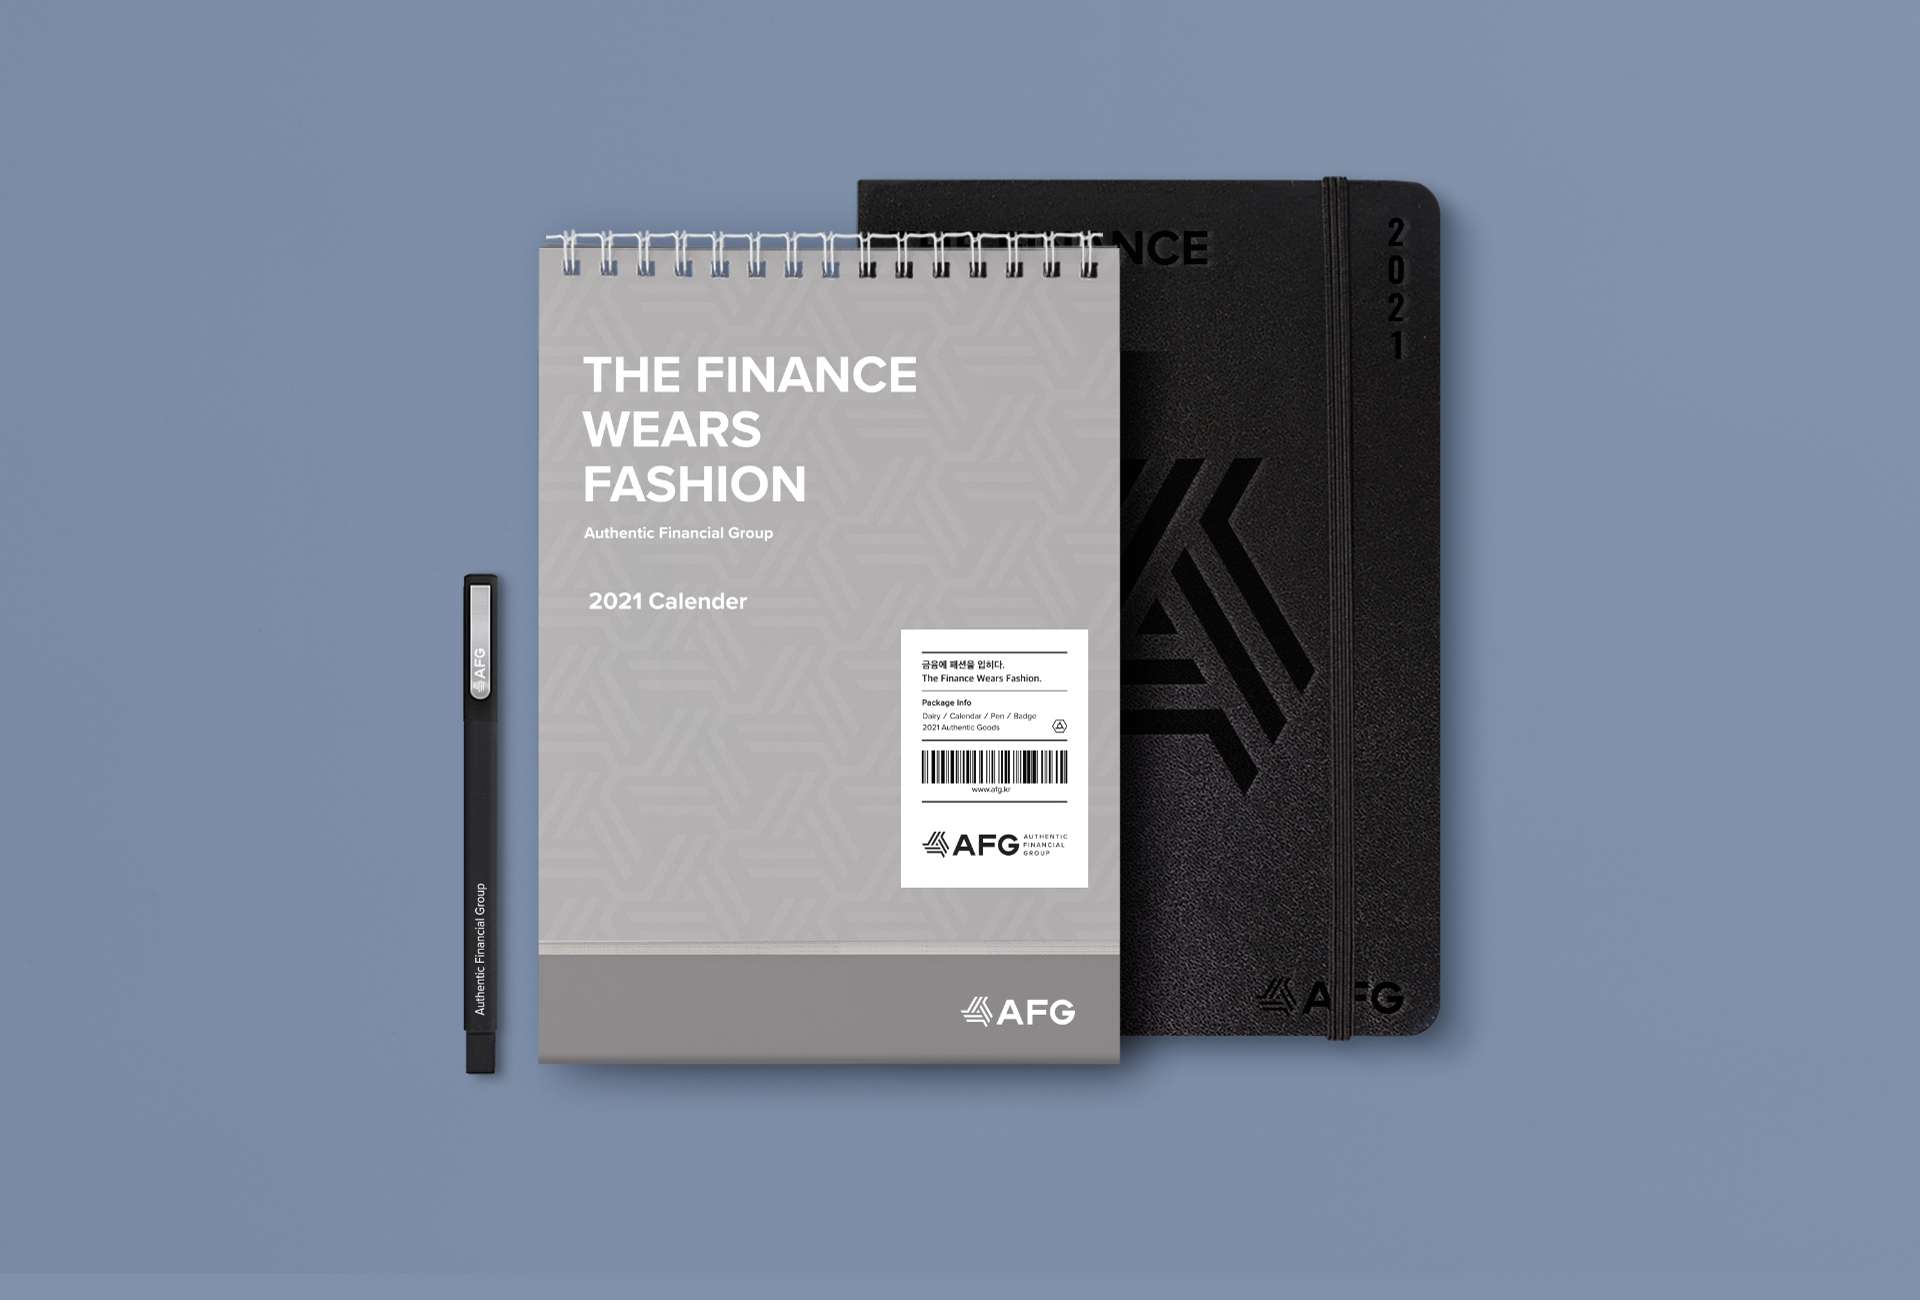 THE FINANCE
WEARS
FASHION
Authentic Financial Group
2021 Calender
금융에 패션을 입히다.
The Finance Wears Fashion.
Package Info
Dairy / Calendar / Pen / Badge
2021 Authentic Goods
www.afg.kr
AFG
AUTHENTIC
FINANCIAL
GROUP
AFG
AFG
Authentic Financial Group
2
0
2
1
AFG